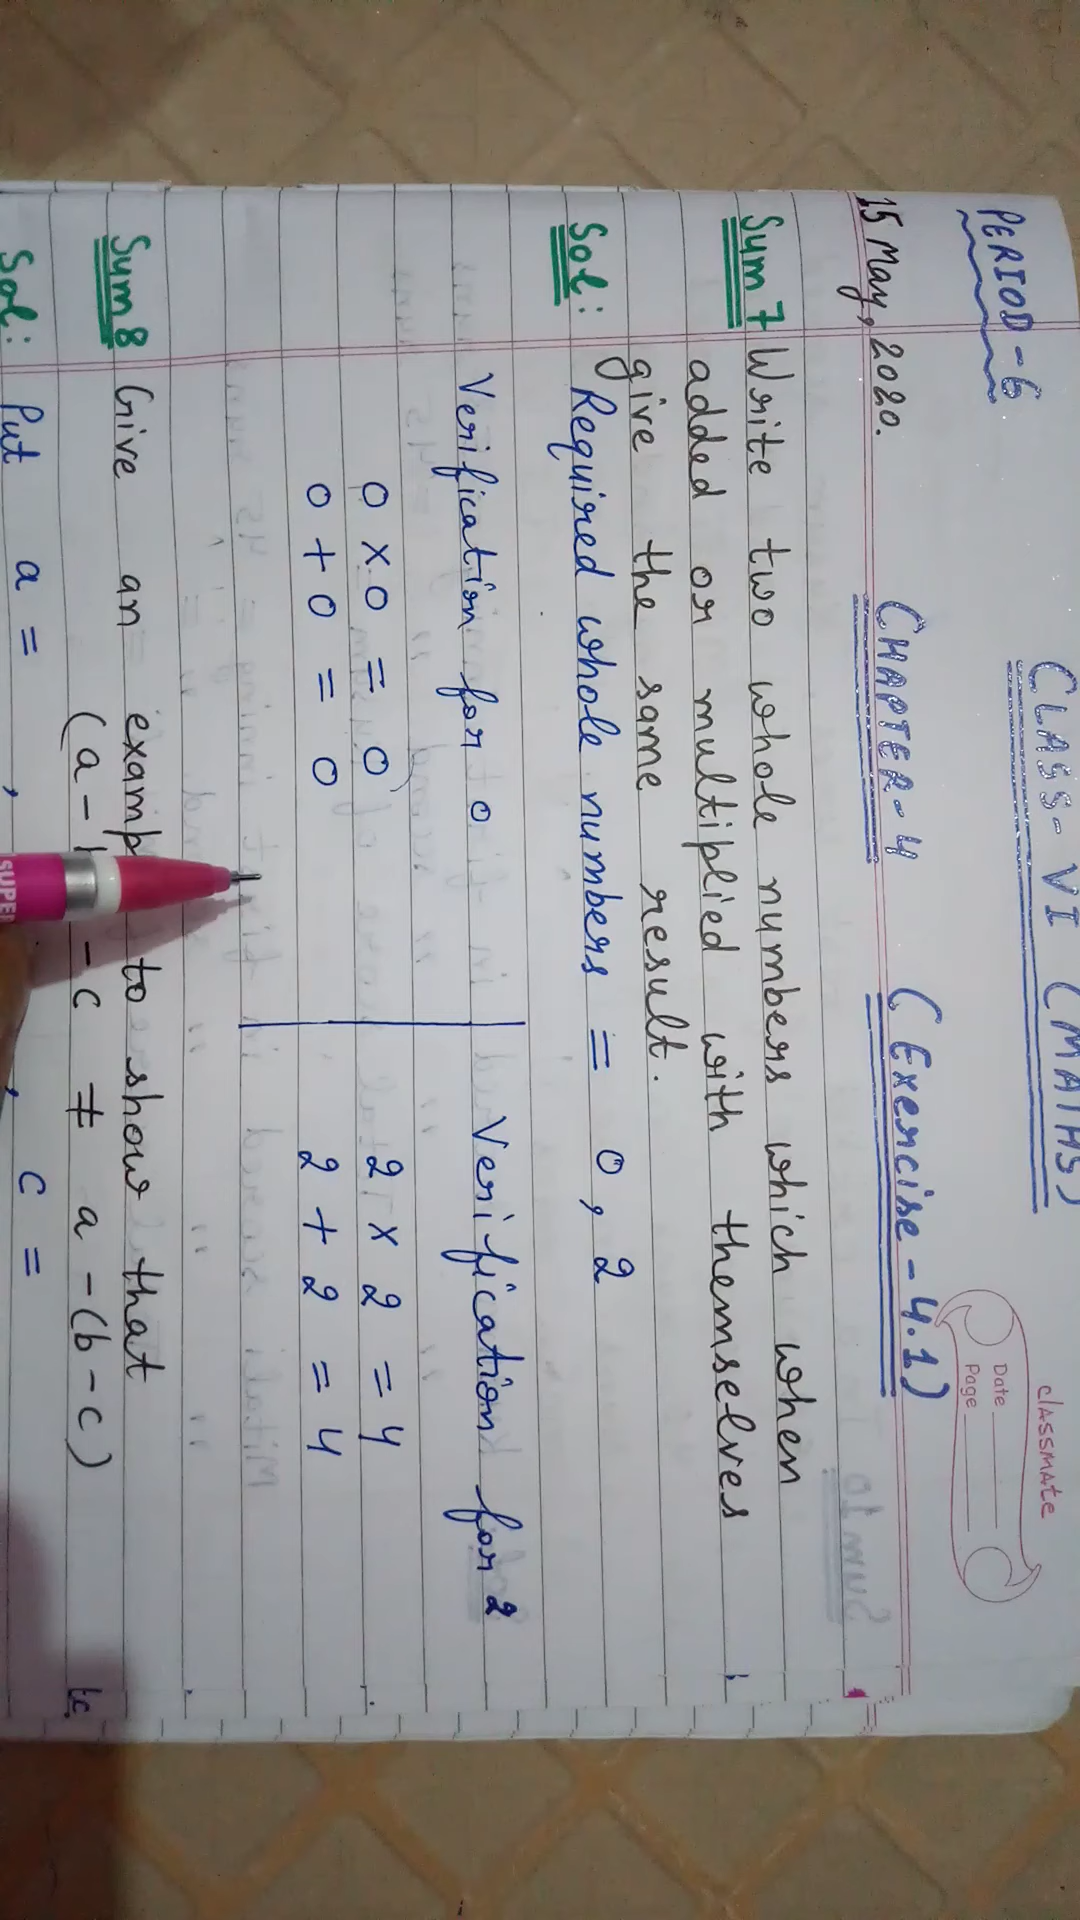 PERIOD-6
CLASS-VI (MATHS)
classmate
Date
Page
15 May, 2020.
CHAPTER-4 (Exercise-4.1)
Sum 7 Write two whole numbers which when
added or multiplied with themselves
give the same result.
Sol: Required whole numbers = 0, 2
Verification for 0 Verification for 2
0 × 0 = 0 2 × 2 = 4
0 + 0 = 0 2 + 2 = 4
Sum 8 Give an to show that
(a - - c ≠ a - (b - c)
Sol: Put a = , , c =
SUPER